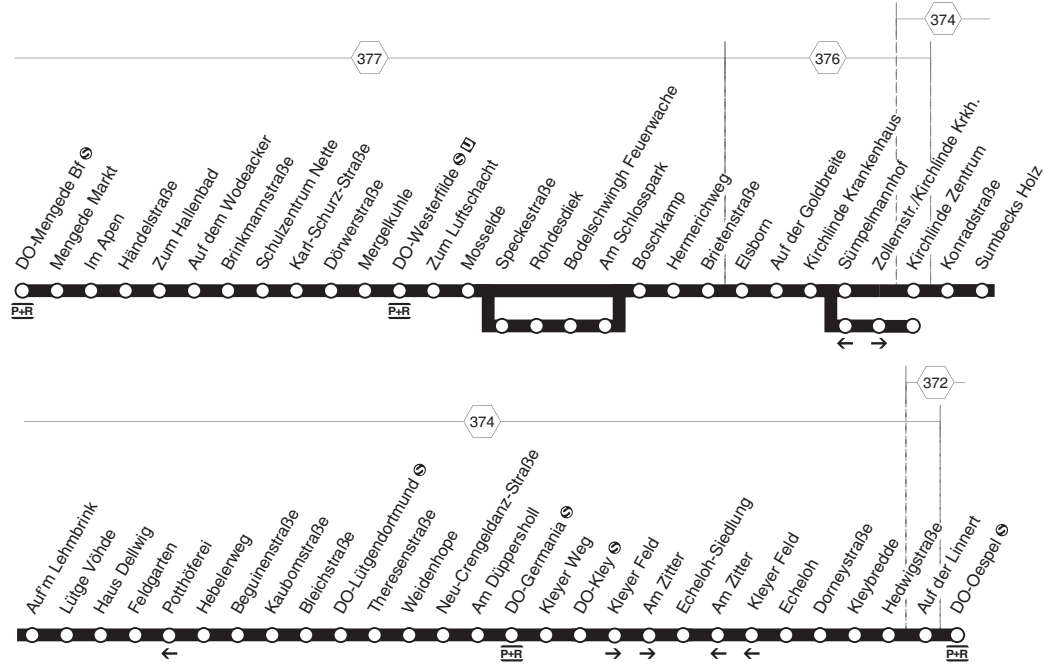 374
377
376
DO-Mengede Bf S
Mengede Markt
Im Apen
Händelstraße
Zum Hallenbad
Auf dem Wodeacker
Brinkmannstraße
Schulzentrum Nette
Karl-Schurz-Straße
Dörwerstraße
Mergelkuhle
DO-Westerfilde S U
Zum Luftschacht
Mosselde
Speckestraße
Rohdesdiek
Bodelschwingh Feuerwache
Am Schlosspark
Boschkamp
Hermerichweg
Brietenstraße
Eisborn
Auf der Goldbreite
Kirchlinde Krankenhaus
Sümpelmannhof
Zollernstr./Kirchlinde Krkh.
Kirchlinde Zentrum
Konradstraße
Sumbecks Holz
P+R
P+R
372
374
Auf'm Lehmbrink
Lütge Vöhde
Haus Dellwig
Feldgarten
Potthöferei
Hebelerweg
Beguinenstraße
Kaubomstraße
Bleichstraße
DO-Lütgendortmund S
Theresenstraße
Weidenhope
Neu-Crengeldanz-Straße
Am Düppersholl
DO-Germania S
Kleyer Weg
DO-Kley S
Kleyer Feld
Am Zitter
Echeloh-Siedlung
Am Zitter
Kleyer Feld
Echeloh
Dorneystraße
Kleybredde
Hedwigstraße
Auf der Linnert
DO-Oespel S
P+R
P+R